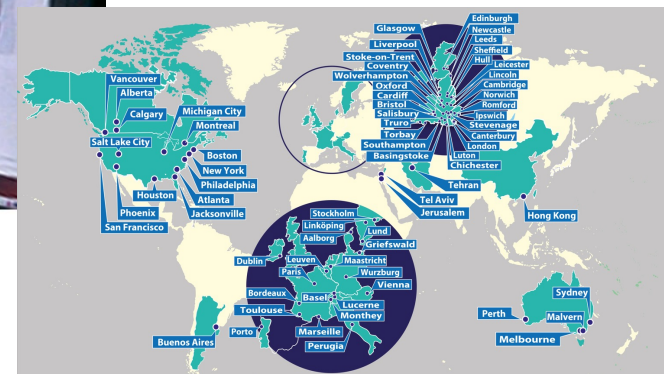 Vancouver
Alberta
Calgary
Michigan City
Montreal
Salt Lake City
Boston
New York
Philadelphia
Houston
Atlanta
Phoenix
Jacksonville
San Francisco
Buenos Aires
Glasgow
Liverpool
Stoke-on-Trent
Coventry
Wolverhampton
Oxford
Cardiff
Bristol
Salisbury
Truro
Torbay
Southampton
Basingstoke
Edinburgh
Newcastle
Leeds
Sheffield
Hull
Leicester
Lincoln
Cambridge
Norwich
Romford
Ipswich
Stevenage
Canterbury
London
Luton
Chichester
Tehran
Tel Aviv
Jerusalem
Hong Kong
Stockholm
Linköping
Lund
Aalborg
Griefswald
Dublin
Leuven
Maastricht
Paris
Wurzburg
Vienna
Bordeaux
Basel
Lucerne
Toulouse
Monthey
Porto
Marseille
Perugia
Sydney
Perth
Malvern
Melbourne